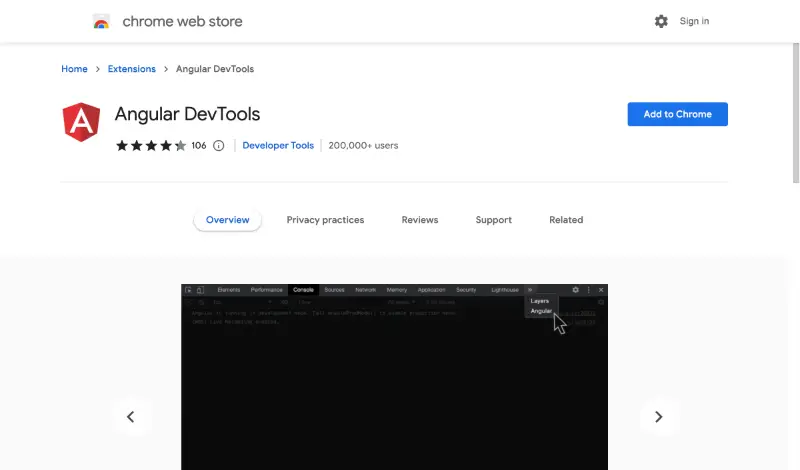 chrome web store
Sign in
Home > Extensions > Angular DevTools
Angular DevTools
Add to Chrome
106
Developer Tools
200,000+ users
Overview
Privacy practices
Reviews
Support
Related
Elements Performance Console Sources Network Memory Application Security Lighthouse »
Layers
Angular